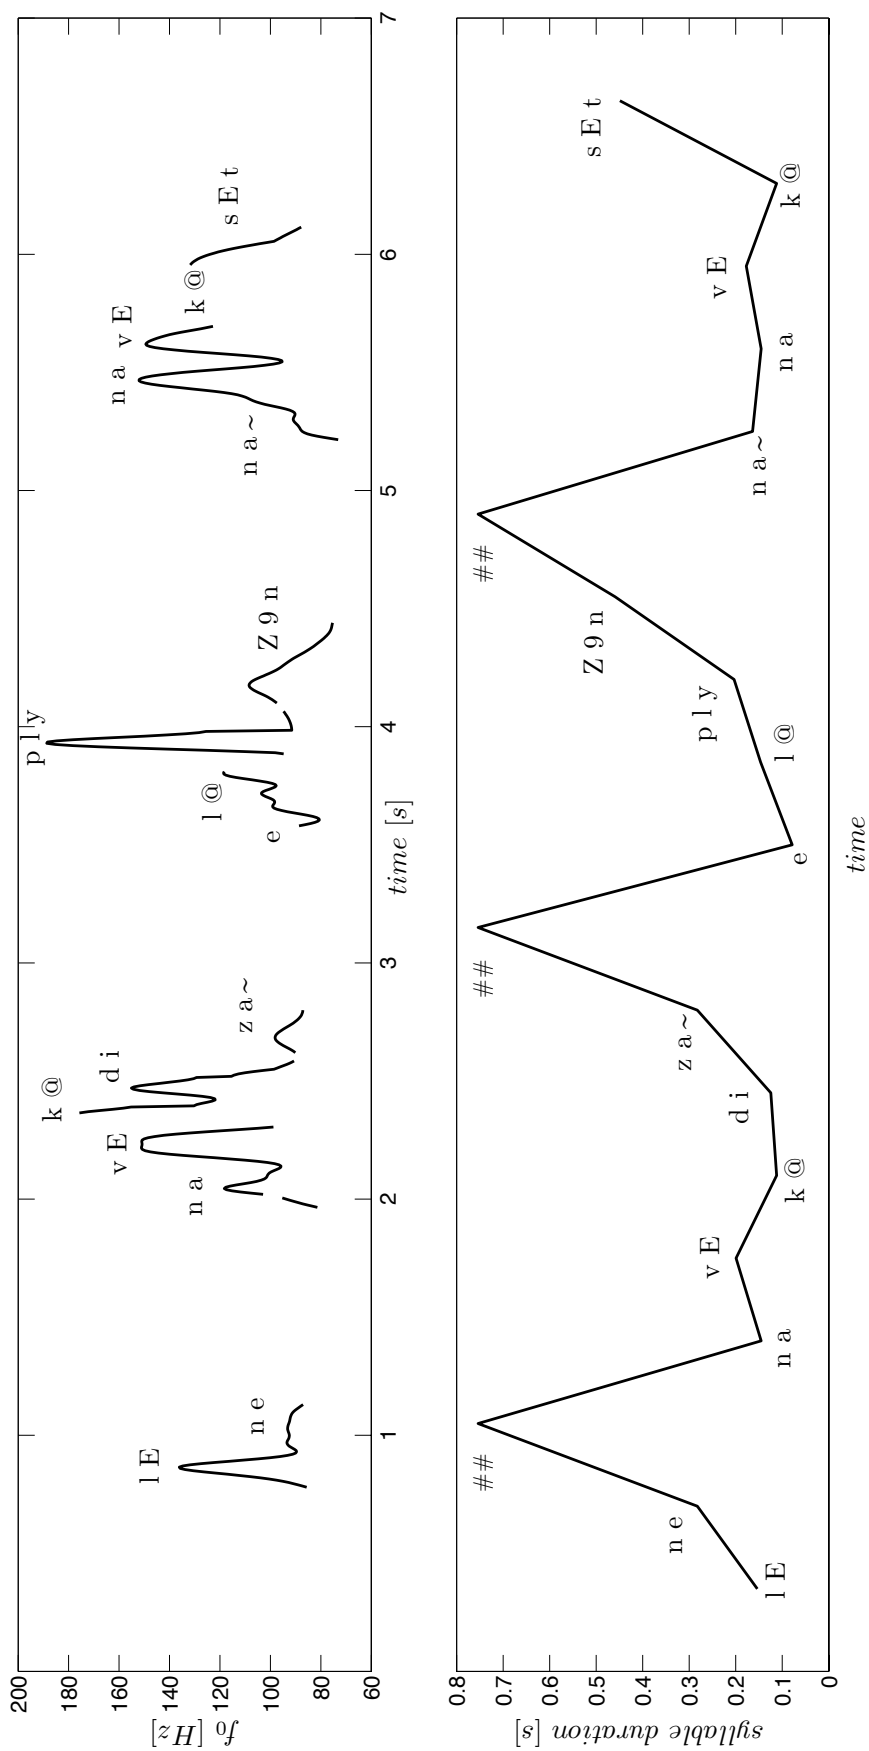 200
180
160
140
120
100
80
60
f₀ [Hz]
1
2
3
4
5
6
7
time [s]
l E
n e
n a
v E
k @
d i
z a~
e
l @
p l y
Z 9 n
n a~
n a
v E
k @
s E t
0.8
0.7
0.6
0.5
0.4
0.3
0.2
0.1
0
syllable duration [s]
time
l E
n e
##
n a
v E
k @
d i
z a~
##
e
l @
p l y
Z 9 n
##
n a~
n a
v E
k @
s E t